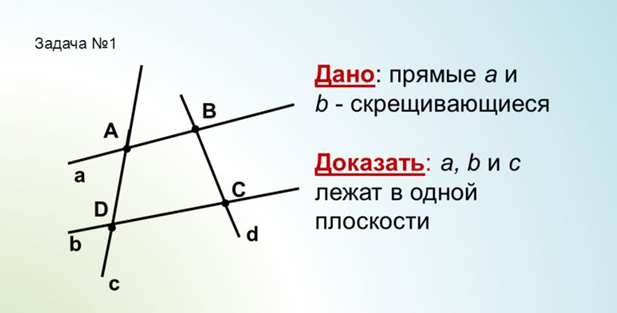 Задача №1
Дано: прямые a и
b - скрещивающиеся
Доказать: a, b и c
лежат в одной
плоскости
A
B
a
D
C
b
d
c